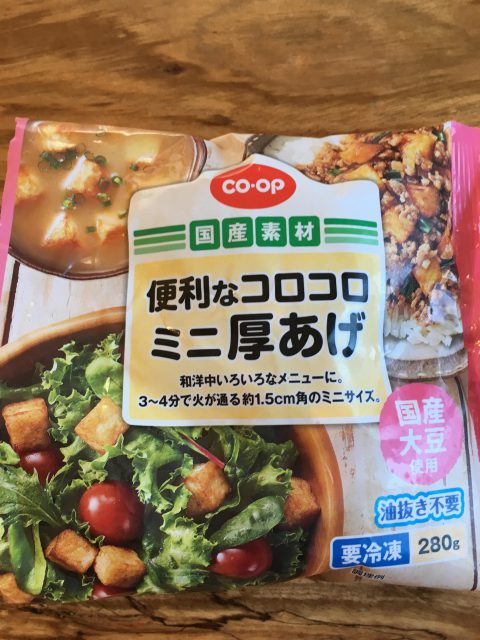 CO・OP
国産素材
便利なコロコロ
ミニ厚あげ
和洋中いろいろなメニューに。
3〜4分で火が通る約1.5cm角のミニサイズ。
国産
大豆
使用
油抜き不要
要冷凍 280g
調理例